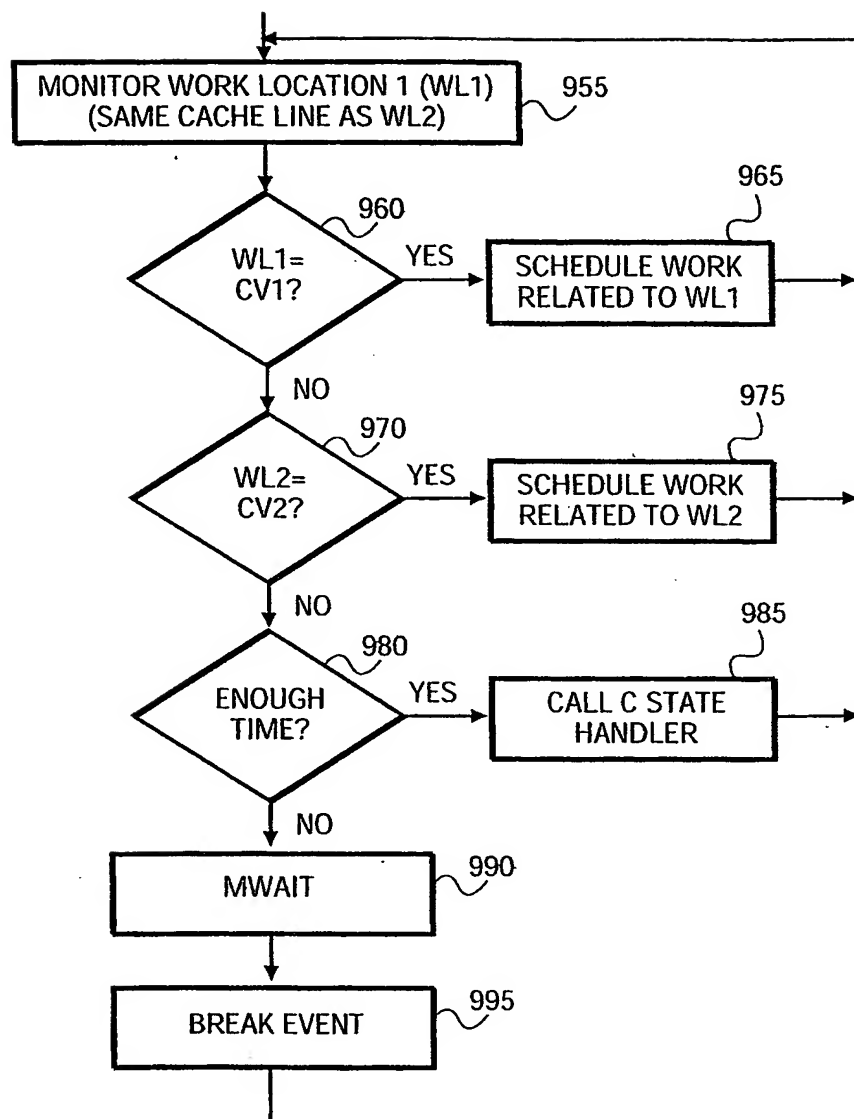 MONITOR WORK LOCATION 1 (WL1)
(SAME CACHE LINE AS WL2)
955
960
WL1=
CV1?
YES
965
SCHEDULE WORK
RELATED TO WL1
NO
970
WL2=
CV2?
YES
975
SCHEDULE WORK
RELATED TO WL2
NO
980
ENOUGH
TIME?
YES
985
CALL C STATE
HANDLER
NO
MWAIT
990
BREAK EVENT
995